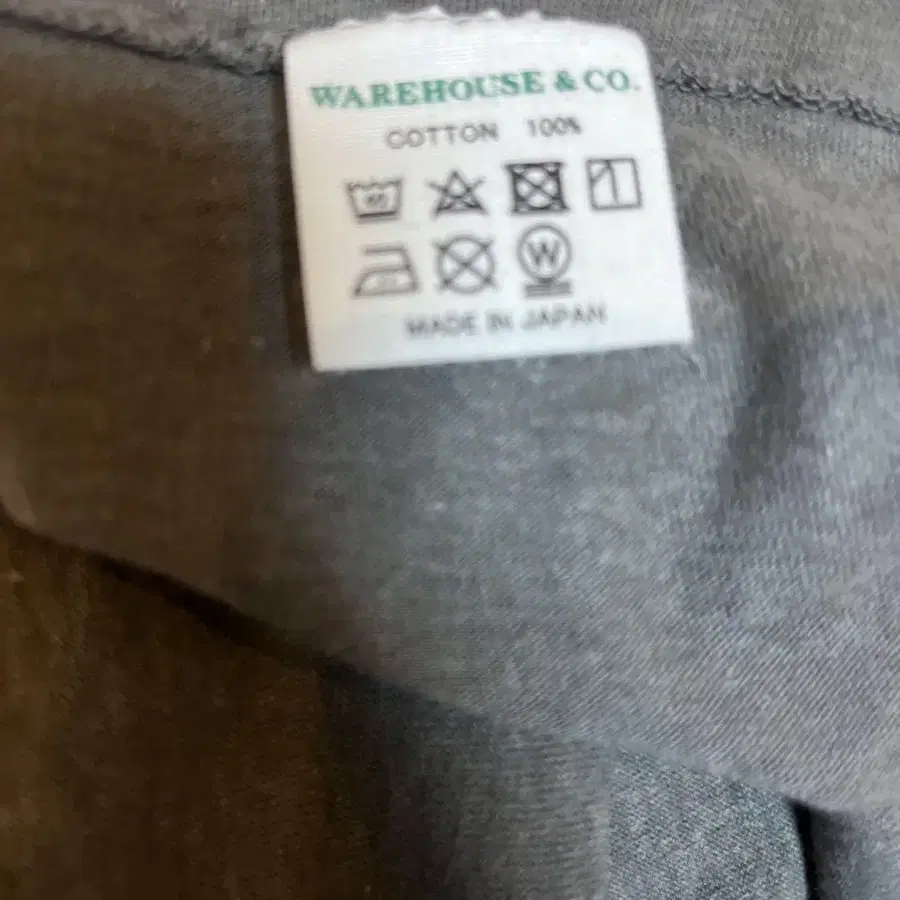 WAREHOUSE & CO.
COTTON 100%
W
MADE IN JAPAN